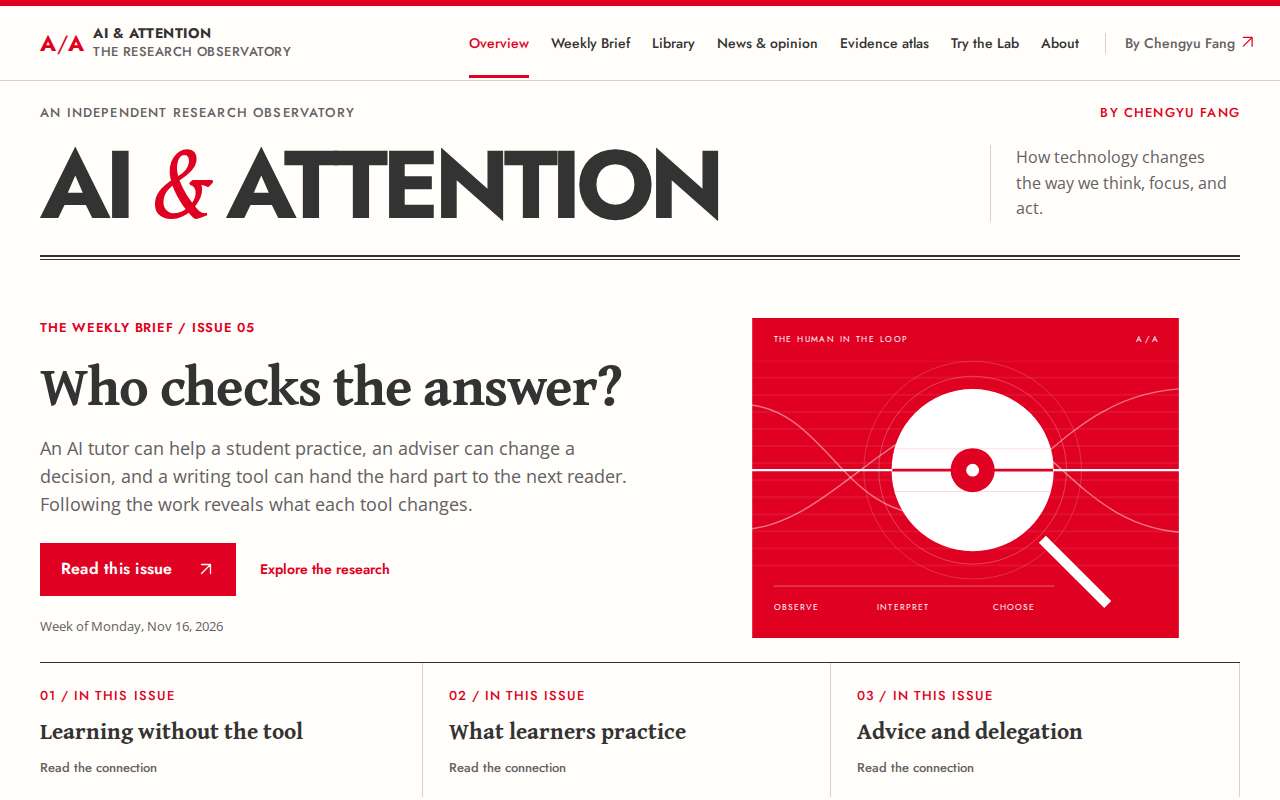 A/A
AI & ATTENTION
THE RESEARCH OBSERVATORY
Overview
Weekly Brief
Library
News & opinion
Evidence atlas
Try the Lab
About
By Chengyu Fang
AN INDEPENDENT RESEARCH OBSERVATORY
BY CHENGYU FANG
AI & ATTENTION
How technology changes
the way we think, focus, and
act.
THE WEEKLY BRIEF / ISSUE 05
Who checks the answer?
An AI tutor can help a student practice, an adviser can change a
decision, and a writing tool can hand the hard part to the next reader.
Following the work reveals what each tool changes.
Read this issue
Explore the research
Week of Monday, Nov 16, 2026
THE HUMAN IN THE LOOP
A / A
OBSERVE
INTERPRET
CHOOSE
01 / IN THIS ISSUE
Learning without the tool
Read the connection
02 / IN THIS ISSUE
What learners practice
Read the connection
03 / IN THIS ISSUE
Advice and delegation
Read the connection